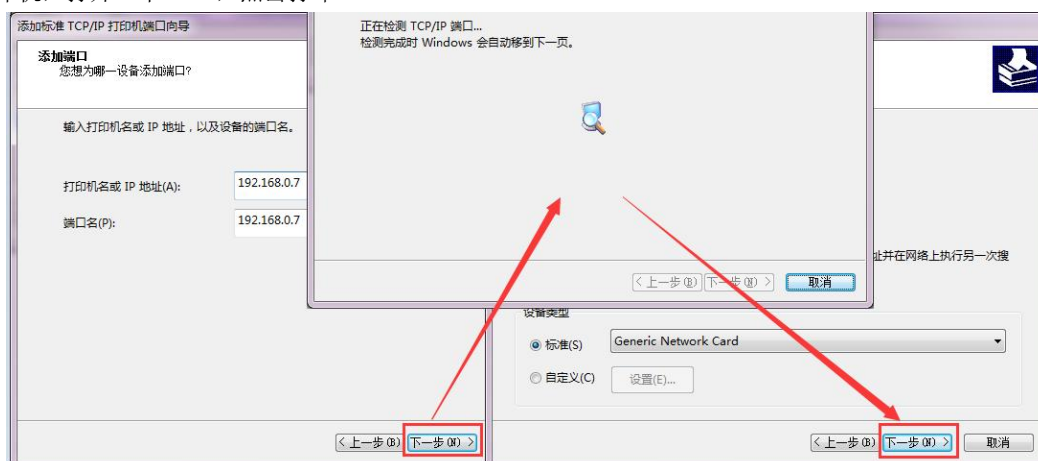 添加标准 TCP/IP 打印机端口向导
添加端口
您想为哪一设备添加端口?
输入打印机名或 IP 地址，以及设备的端口名。
打印机名或 IP 地址(A):
192.168.0.7
端口名(P):
192.168.0.7
<上一步(B)
下一步(N) >
正在检测 TCP/IP 端口...
检测完成时 Windows 会自动移到下一页。
<上一步(B)
下一步(N) >
取消
址并在网络上执行另一次搜
设备类型
标准(S)
Generic Network Card
自定义(C)
设置(E)...
<上一步(B)
下一步(N) >
取消